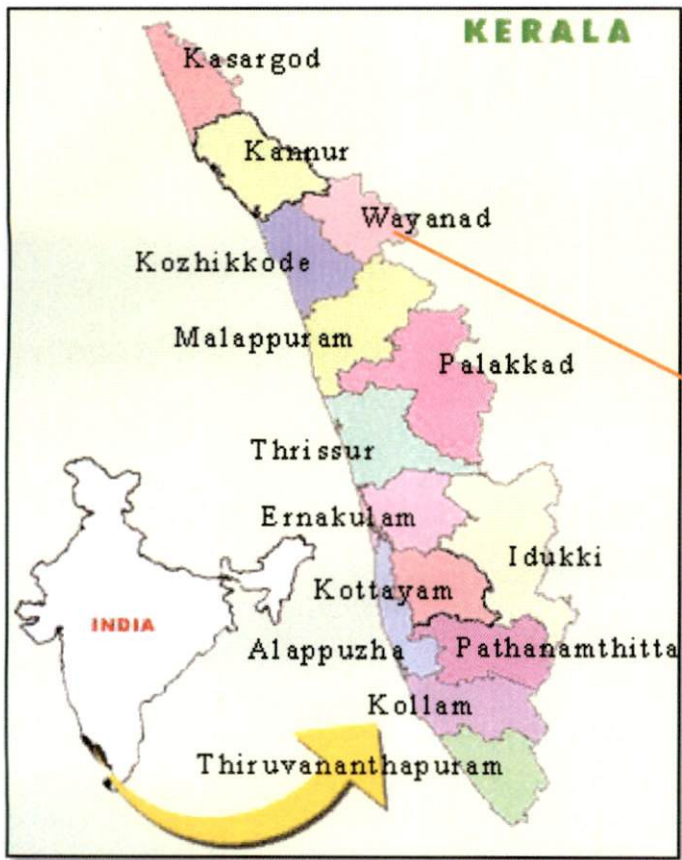 KERALA
Kasargod
Kannur
Wayanad
Kozhikkode
Malappuram
Palakkad
Thrissur
Ernakulam
Idukki
Kottayam
INDIA
Alappuzha
Pathanamthitta
Kollam
Thiruvananthapuram